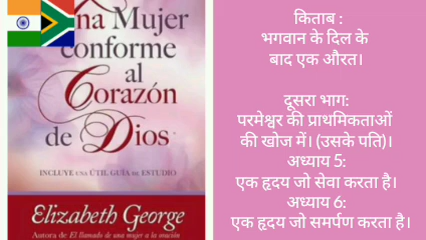 Una Mujer
conforme
al
Corazón
de Dios
INCLUYE UNA ÚTIL GUÍA DE ESTUDIO
Elizabeth George
Autora de El llamado de una mujer a la oración
किताब :
भगवान के दिल के
बाद एक औरत।
दूसरा भाग:
परमेश्वर की प्राथमिकताओं
की खोज में। (उसके पति)।
अध्याय 5:
एक हृदय जो सेवा करता है।
अध्याय 6:
एक हृदय जो समर्पण करता है।